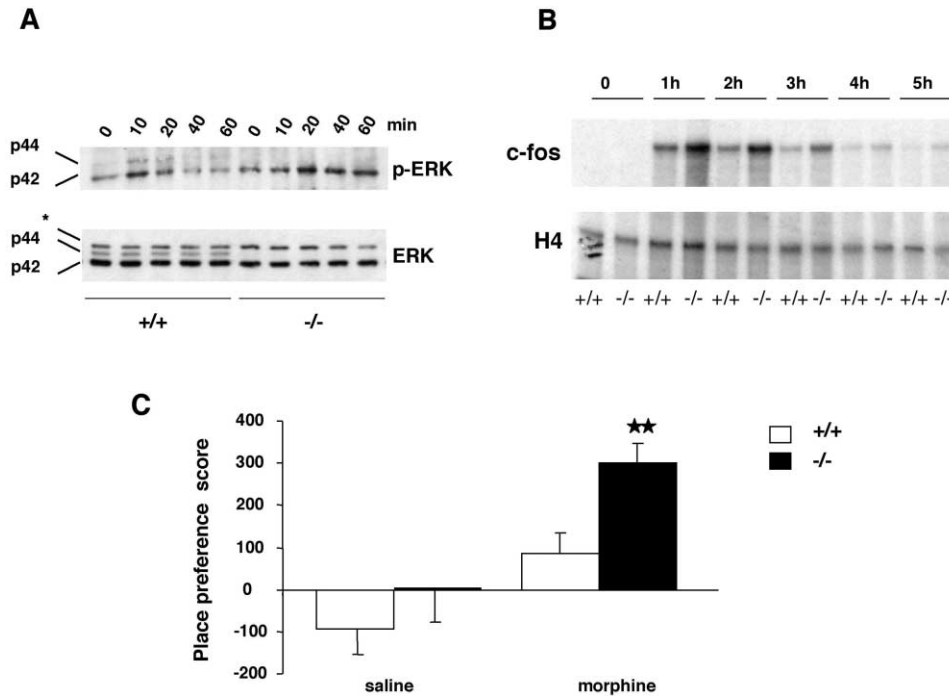 A
0 10 20 40 60 0 10 20 40 60 min
p44
p42
p-ERK
*
p44
p42
ERK
+/+ -/-
B
0 1h 2h 3h 4h 5h
c-fos
H4
+/+ -/- +/+ -/- +/+ -/- +/+ -/- +/+ -/- +/+ -/-
C
Place preference score
400
300
200
100
0
-100
-200
★★
saline morphine
+/+
-/-